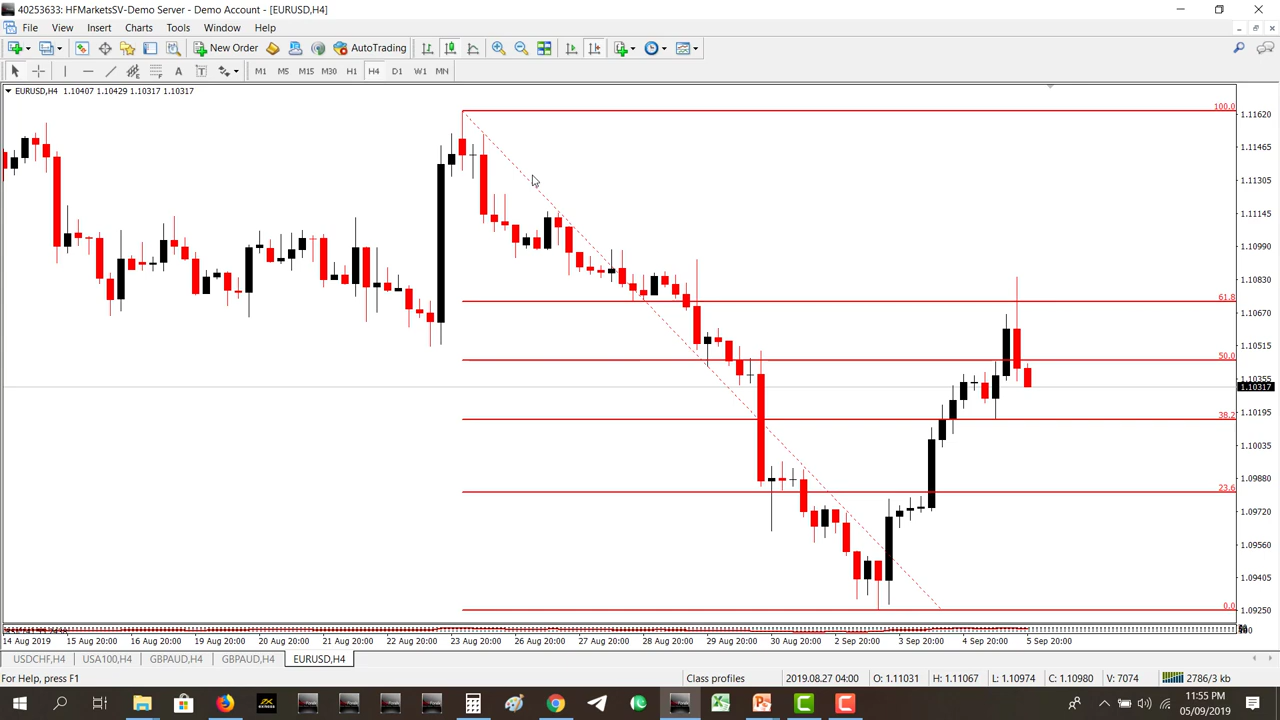 40253633: HFMarketsSV-Demo Server - Demo Account - [EURUSD,H4]
File View Insert Charts Tools Window Help
New Order AutoTrading
M1 M5 M15 M30 H1 H4 D1 W1 MN
EURUSD,H4 1.10407 1.10429 1.10317 1.10317
100.0
1.11620
1.11465
1.11305
1.11145
1.10990
1.10830
61.8
1.10670
1.10515
50.0
1.10355
1.10317
1.10195
38.2
1.10035
1.09880
23.6
1.09720
1.09560
1.09405
0.0
1.09250
14 Aug 2019 15 Aug 20:00 16 Aug 20:00 19 Aug 20:00 20 Aug 20:00 21 Aug 20:00 22 Aug 20:00 23 Aug 20:00 26 Aug 20:00 27 Aug 20:00 28 Aug 20:00 29 Aug 20:00 30 Aug 20:00 2 Sep 20:00 3 Sep 20:00 4 Sep 20:00 5 Sep 20:00
USDCHF,H4 USA100,H4 GBPAUD,H4 GBPAUD,H4 EURUSD,H4
For Help, press F1 Class profiles 2019.08.27 04:00 O: 1.11031 H: 1.11067 L: 1.10974 C: 1.10980 V: 7074 2786/3 kb
11:55 PM
05/09/2019